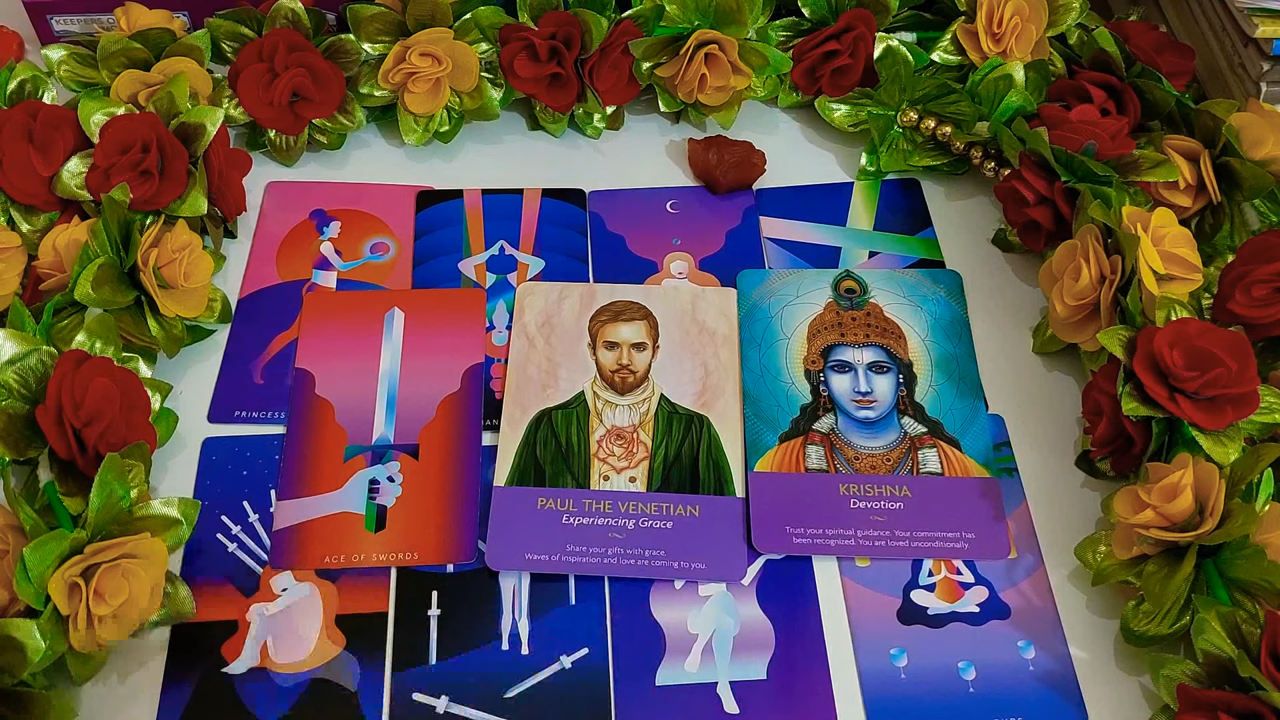 KEEPERS O
PRINCESS
ACE OF SWORDS
PAUL THE VENETIAN
Experiencing Grace
Share your gifts with grace,
Waves of inspiration and love are coming to you.
KRISHNA
Devotion
Trust your spiritual guidance. Your commitment has
been recognized. You are loved unconditionally.